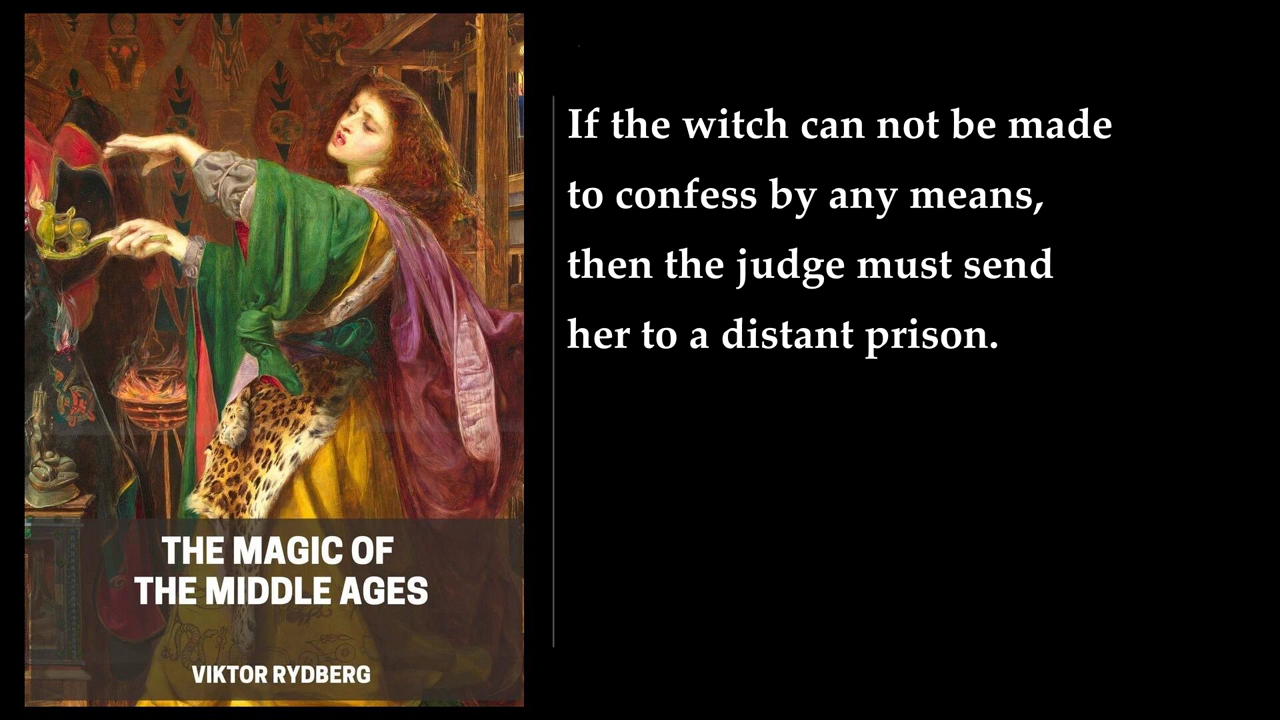 THE MAGIC OF
THE MIDDLE AGES
VIKTOR RYDBERG
If the witch can not be made
to confess by any means,
then the judge must send
her to a distant prison.